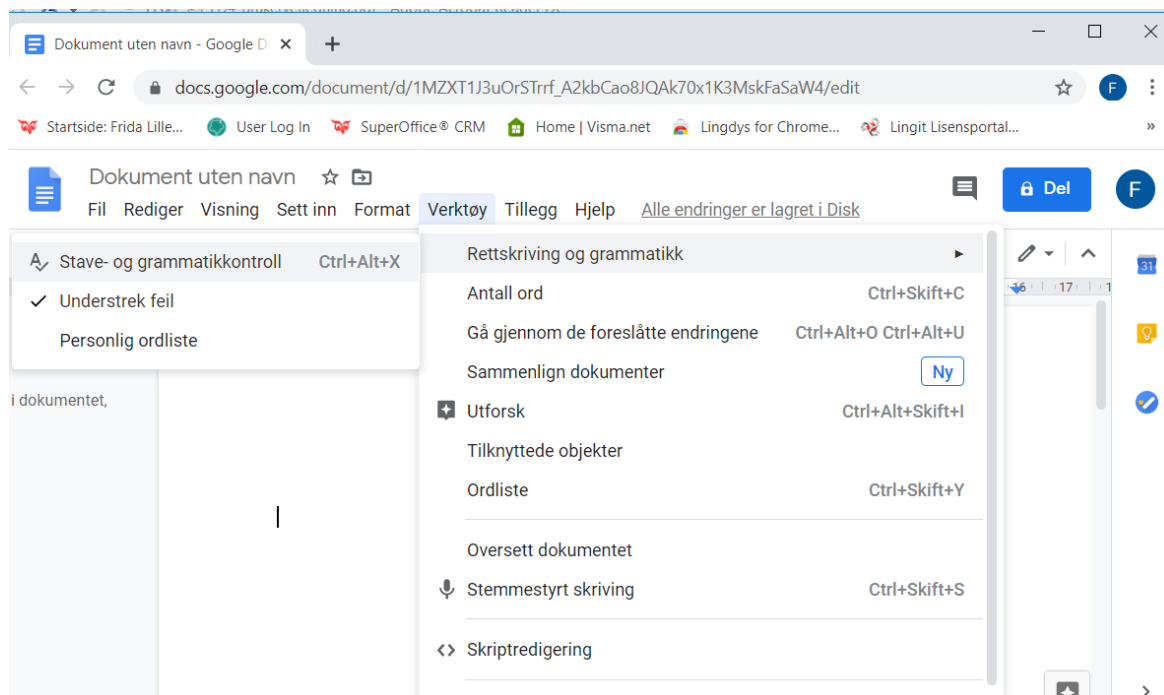 Dokument uten navn - Google D
docs.google.com/document/d/1MZXT1J3uOrSTrrf_A2kbCao8JQAk70x1K3MskFaSaW4/edit
F
Startside: Frida Lille... User Log In SuperOffice® CRM Home | Visma.net Lingdys for Chrome... Lingit Lisensportal... »
Dokument uten navn
Del
F
Fil Rediger Visning Sett inn Format Verktøy Tillegg Hjelp Alle endringer er lagret i Disk
Stave- og grammatikkontroll Ctrl+Alt+X
Understrek feil
Personlig ordliste
i dokumentet,
Rettskriving og grammatikk
Antall ord Ctrl+Skift+C
Gå gjennom de foreslåtte endringene Ctrl+Alt+O Ctrl+Alt+U
Sammenlign dokumenter Ny
Utforsk Ctrl+Alt+Skift+I
Tilknyttede objekter
Ordliste Ctrl+Skift+Y
Oversett dokumentet
Stemmestyrt skriving Ctrl+Skift+S
Skriptredigering
16 17 1
31